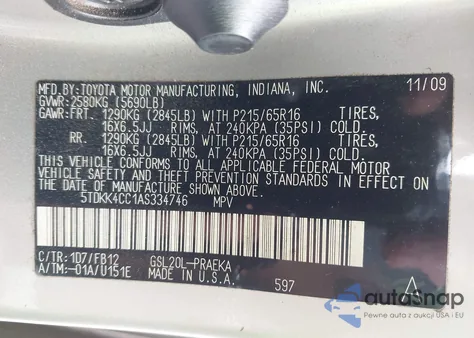 MFD. BY: TOYOTA MOTOR MANUFACTURING, INDIANA, INC. 11/09
GVWR: 2580KG (5690LB)
GAWR: FRT. 1290KG (2845LB) WITH P215/65R16 TIRES,
16X6.5JJ RIMS, AT 240KPA (35PSI) COLD.
RR. 1290KG (2845LB) WITH P215/65R16 TIRES,
16X6.5JJ RIMS, AT 240KPA (35PSI) COLD.
THIS VEHICLE CONFORMS TO ALL APPLICABLE FEDERAL MOTOR
VEHICLE SAFETY AND THEFT PREVENTION STANDARDS IN
EFFECT ON THE DATE OF MANUFACTURE SHOWN ABOVE.
5TDKK4CC1AS334746 MPV
C/TR: 1D7/FB12 GSL20L-PRAEKA
A/TM: -01A/U151E MADE IN U.S.A. 597
autosnap
Pewne auta z aukcji z USA i EU